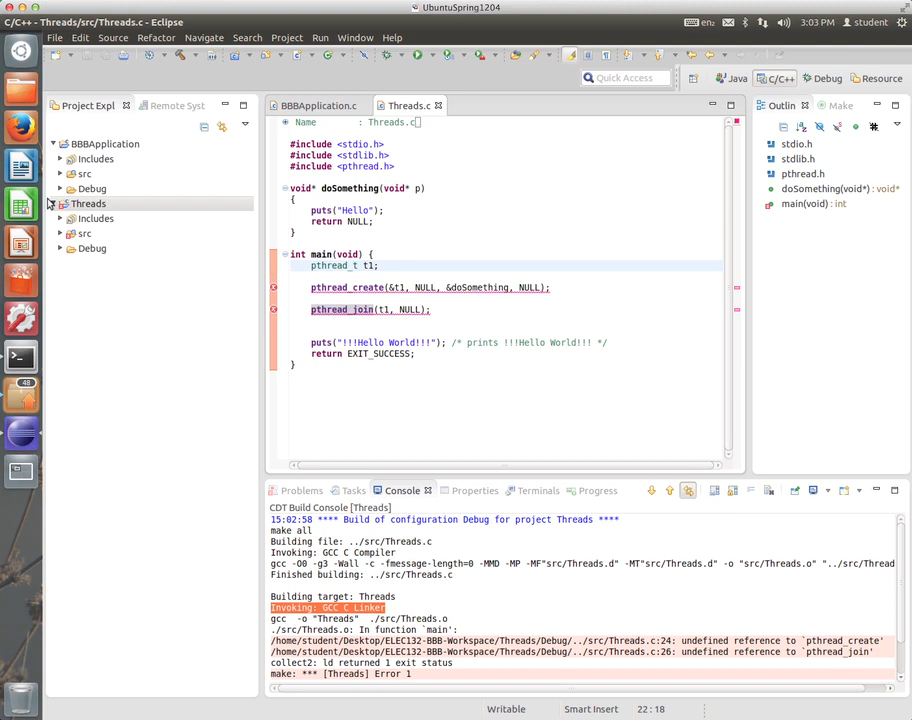 UbuntuSpring1204
C/C++ - Threads/src/Threads.c - Eclipse
en2
3:03 PM
student
File Edit Source Refactor Navigate Search Project Run Window Help
Quick Access
Java
C/C++
Debug
Resource
Project Expl
Remote Syst
BBBApplication
Includes
src
Debug
Threads
Includes
src
Debug
48
BBBApplication.c
Threads.c
Name : Threads.c
#include <stdio.h>
#include <stdlib.h>
#include <pthread.h>
void* doSomething(void* p)
{
puts("Hello");
return NULL;
}
int main(void) {
pthread_t t1;
pthread_create(&t1, NULL, &doSomething, NULL);
pthread_join(t1, NULL);
puts("!!!Hello World!!!"); /* prints !!!Hello World!!! */
return EXIT_SUCCESS;
}
Outlin
Make
stdio.h
stdlib.h
pthread.h
doSomething(void*) : void*
main(void) : int
Problems
Tasks
Console
Properties
Terminals
Progress
CDT Build Console [Threads]
15:02:58 **** Build of configuration Debug for project Threads ****
make all
Building file: ../src/Threads.c
Invoking: GCC C Compiler
gcc -O0 -g3 -Wall -c -fmessage-length=0 -MMD -MP -MF"src/Threads.d" -MT"src/Threads.d" -o "src/Threads.o" "../src/Thread
Finished building: ../src/Threads.c
Building target: Threads
Invoking: GCC C Linker
gcc -o "Threads" ./src/Threads.o
./src/Threads.o: In function `main':
/home/student/Desktop/ELEC132-BBB-Workspace/Threads/Debug/../src/Threads.c:24: undefined reference to `pthread_create'
/home/student/Desktop/ELEC132-BBB-Workspace/Threads/Debug/../src/Threads.c:26: undefined reference to `pthread_join'
collect2: ld returned 1 exit status
make: *** [Threads] Error 1
Writable
Smart Insert
22 : 18